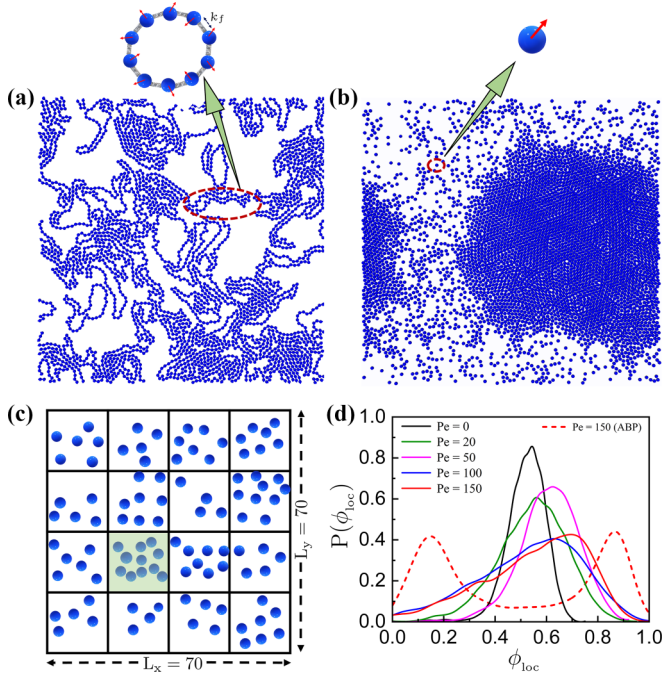 k_f
(a)
(b)
(c)
L_y = 70
L_x = 70
(d)
P(ϕ_loc)
1.0
0.8
0.6
0.4
0.2
0.0
Pe = 0
Pe = 20
Pe = 50
Pe = 100
Pe = 150
Pe = 150 (ABP)
0.0 0.2 0.4 0.6 0.8 1.0
ϕ_loc